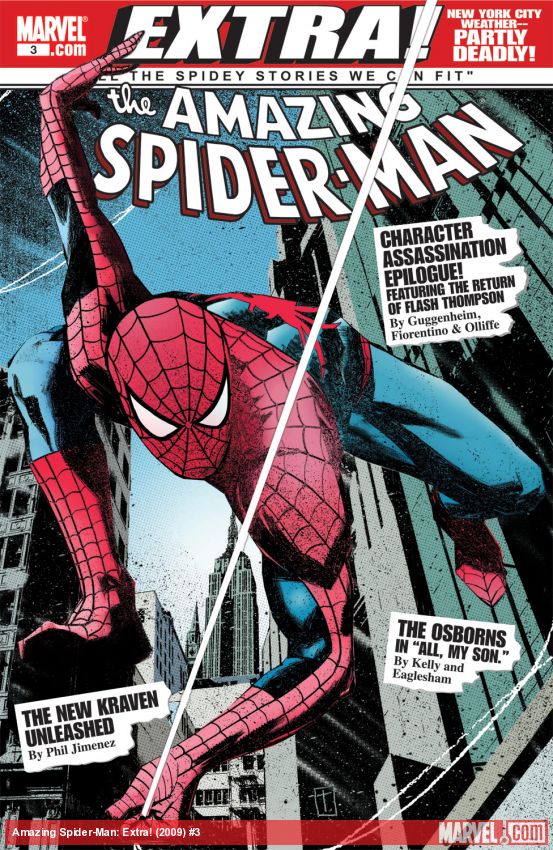 MARVEL
3 .com
EXTRA!
NEW YORK CITY
WEATHER--
PARTLY
DEADLY!
THE SPIDEY STORIES WE CAN FIT"
the AMAZING
SPIDER-MAN
CHARACTER
ASSASSINATION
EPILOGUE!
FEATURING THE RETURN
OF FLASH THOMPSON
By Guggenheim,
Fiorentino & Olliffe
THE OSBORNS
IN "ALL, MY SON."
By Kelly and
Eaglesham
THE NEW KRAVEN
UNLEASHED
By Phil Jimenez
Amazing Spider-Man: Extra! (2009) #3
MARVEL.com